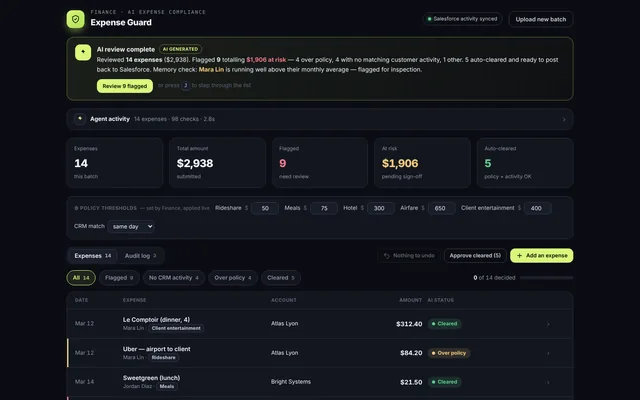 FINANCE · AI EXPENSE COMPLIANCE
Expense Guard
Salesforce activity synced
Upload new batch
AI review complete
AI GENERATED
Reviewed 14 expenses ($2,938). Flagged 9 totalling $1,906 at risk — 4 over policy, 4 with no matching customer activity, 1 other. 5 auto-cleared and ready to post
back to Salesforce. Memory check: Mara Lin is running well above their monthly average — flagged for inspection.
Review 9 flagged
or press J to step through the list
Agent activity 14 expenses · 98 checks · 2.6s
Expenses
14
this batch
Total amount
$2,938
submitted
Flagged
9
need review
At risk
$1,906
pending sign-off
Auto-cleared
5
policy + activity OK
POLICY THRESHOLDS — set by Finance, applied live
Rideshare $ 50
Meals $ 75
Hotel $ 300
Airfare $ 650
Client entertainment $ 400
CRM match same day
Expenses 14
Audit log
Nothing to undo
Approve cleared (5)
+ Add an expense
All 14
Flagged 9
No CRM activity 4
Over policy 4
Cleared 5
0 of 14 decided
DATE EXPENSE ACCOUNT AMOUNT AI STATUS
Mar 12
Le Comptoir (dinner, 4)
Mara Lin · Client entertainment
Atlas Lyon
$312.40
Cleared
Mar 12
Uber — airport to client
Mara Lin · Rideshare
Atlas Lyon
$84.20
Over policy
Mar 14
Sweetgreen (lunch)
Jordan Diaz · Meals
Bright Systems
$21.50
Cleared